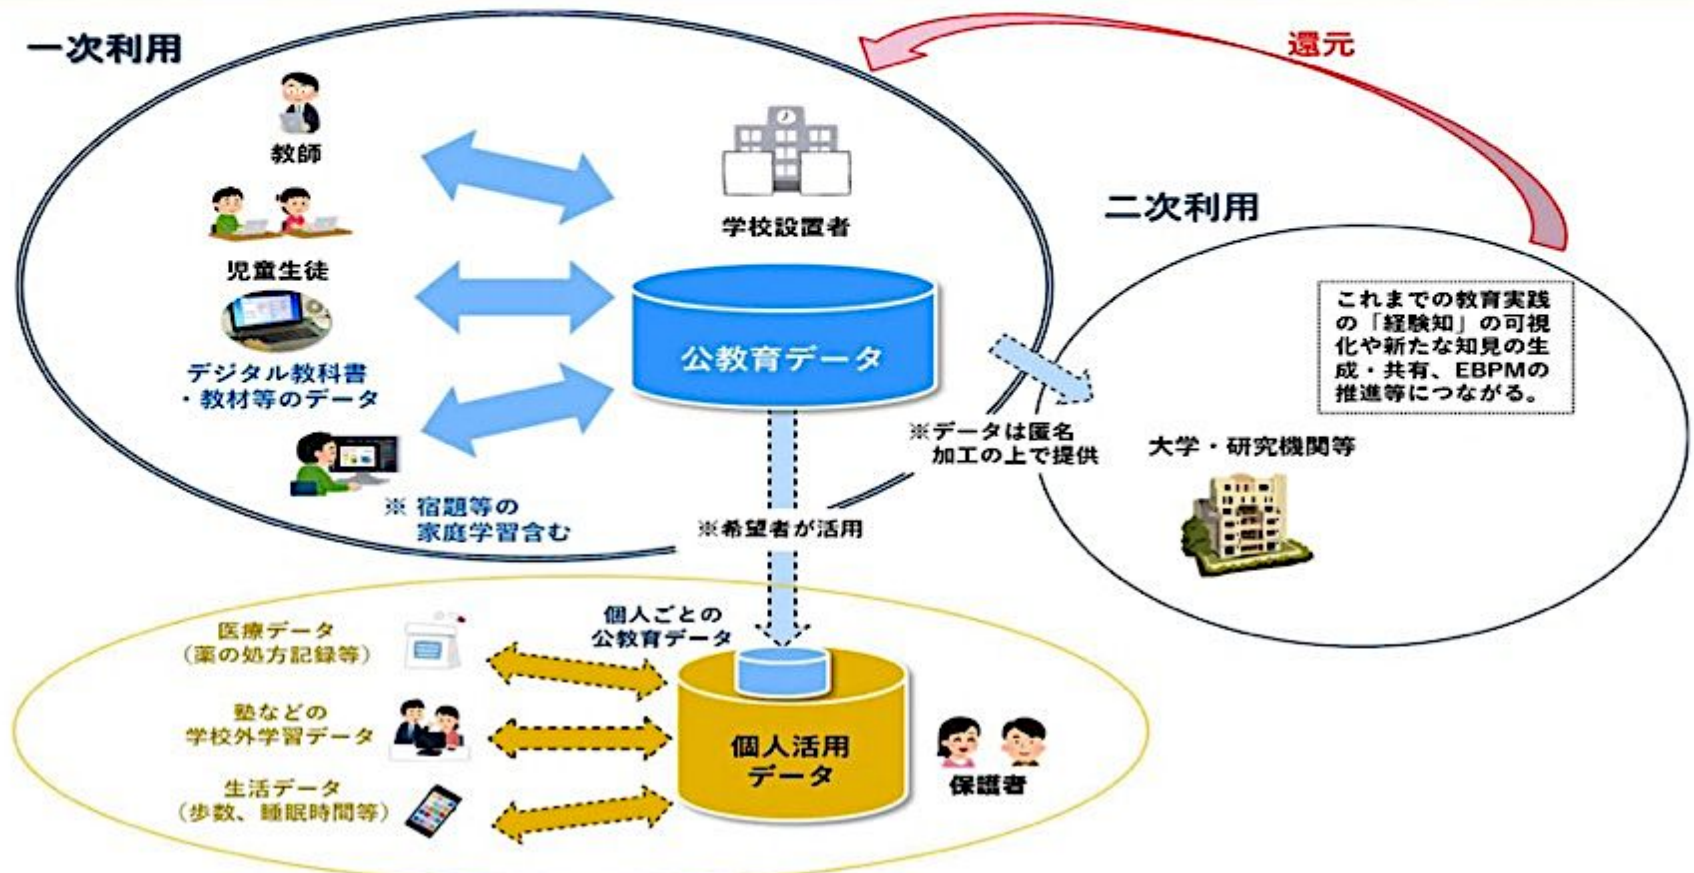 一次利用
還元
教師
学校設置者
児童生徒
デジタル教科書
・教材等のデータ
公教育データ
※ 宿題等の
家庭学習含む
二次利用
これまでの教育実践
の「経験知」の可視
化や新たな知見の生
成・共有、EBPMの
推進等につながる。
※データは匿名
加工の上で提供
大学・研究機関等
※希望者が活用
個人ごとの
公教育データ
医療データ
(薬の処方記録等)
塾などの
学校外学習データ
生活データ
(歩数、睡眠時間等)
個人活用
データ
保護者